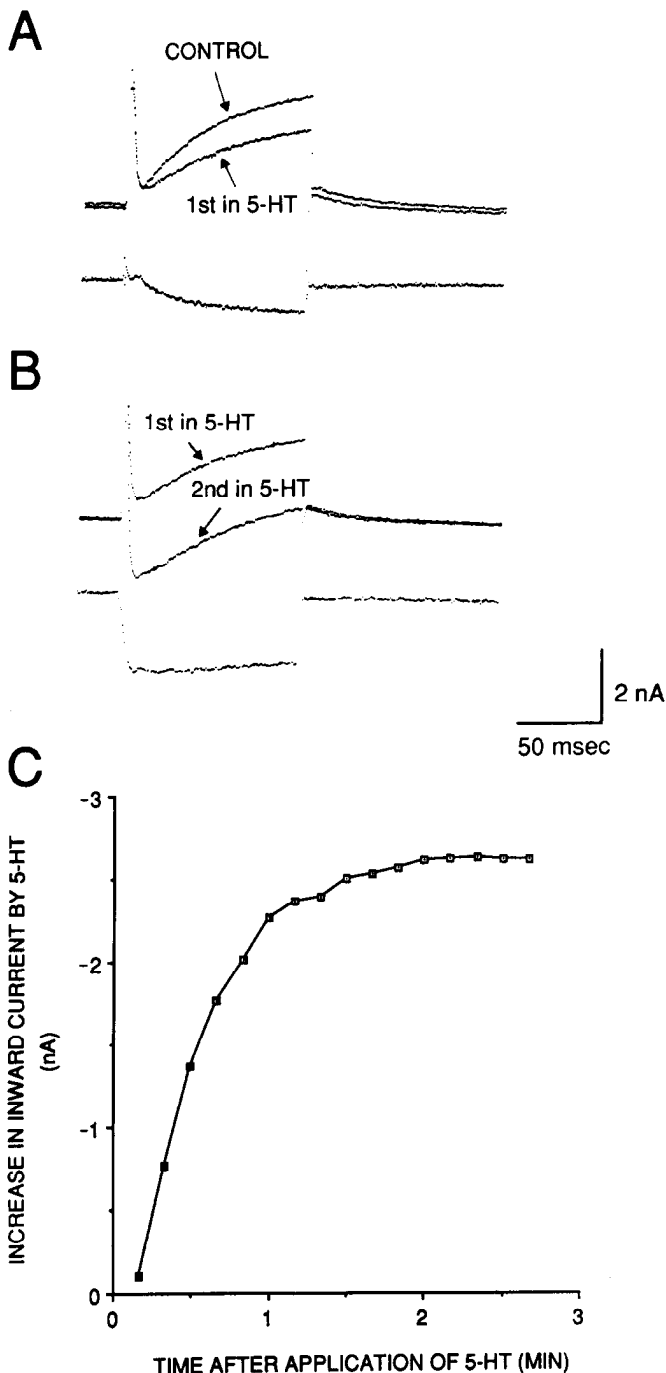 A
CONTROL
1st in 5-HT
B
1st in 5-HT
2nd in 5-HT
2 nA
50 msec
C
INCREASE IN INWARD CURRENT BY 5-HT
(nA)
-3
-2
-1
0
0
1
2
3
TIME AFTER APPLICATION OF 5-HT (MIN)